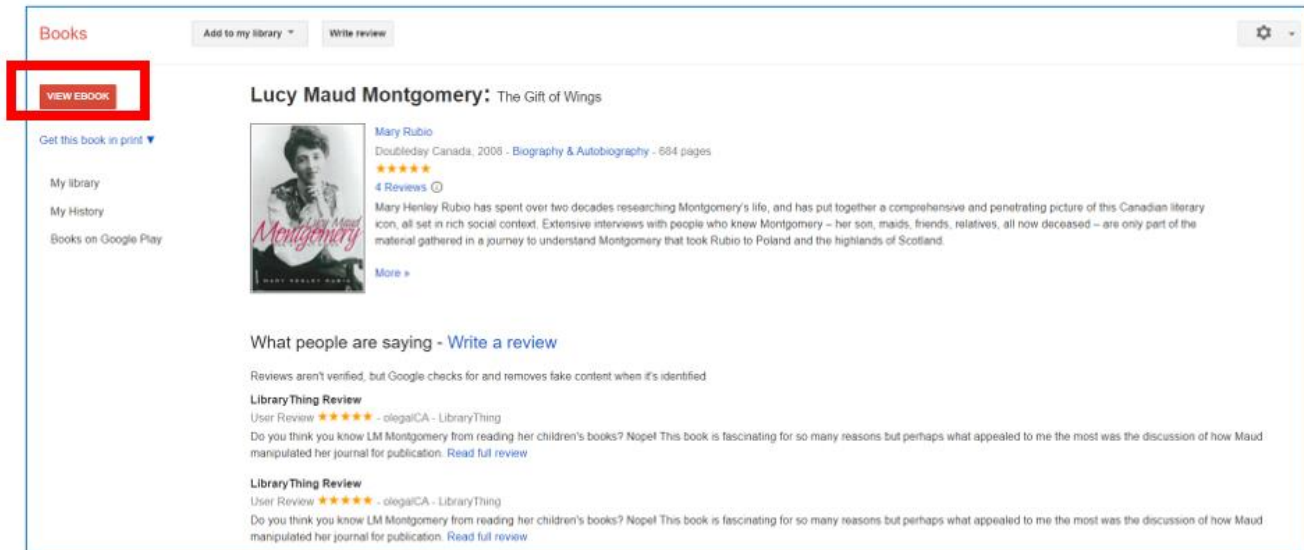 Books
Add to my library
Write review
VIEW EBOOK
Get this book in print ▼
My library
My History
Books on Google Play
Lucy Maud Montgomery: The Gift of Wings
Lucy Maud
Montgomery
MARY HENLEY RUBIO
Mary Rubio
Doubleday Canada, 2008 - Biography & Autobiography - 684 pages
★★★★★
4 Reviews ⓘ
Mary Henley Rubio has spent over two decades researching Montgomery's life, and has put together a comprehensive and penetrating picture of this Canadian literary
icon, all set in rich social context. Extensive interviews with people who knew Montgomery – her son, maids, friends, relatives, all now deceased – are only part of the
material gathered in a journey to understand Montgomery that took Rubio to Poland and the highlands of Scotland.
More »
What people are saying - Write a review
Reviews aren't verified, but Google checks for and removes fake content when it's identified
LibraryThing Review
User Review ★★★★★ - olegalCA - LibraryThing
Do you think you know LM Montgomery from reading her children's books? Nope! This book is fascinating for so many reasons but perhaps what appealed to me the most was the discussion of how Maud
manipulated her journal for publication. Read full review
LibraryThing Review
User Review ★★★★★ - olegalCA - LibraryThing
Do you think you know LM Montgomery from reading her children's books? Nope! This book is fascinating for so many reasons but perhaps what appealed to me the most was the discussion of how Maud
manipulated her journal for publication. Read full review